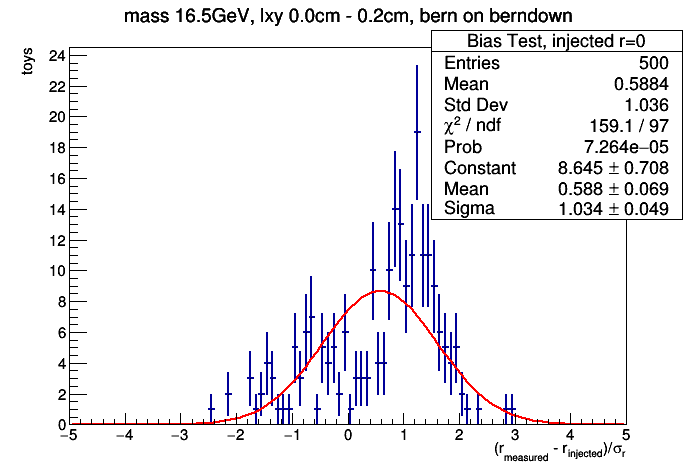 mass 16.5GeV, lxy 0.0cm - 0.2cm, bern on berndown
toys
Bias Test, injected r=0
Entries 500
Mean 0.5884
Std Dev 1.036
χ² / ndf 159.1 / 97
Prob 7.264e−05
Constant 8.645 ± 0.708
Mean 0.588 ± 0.069
Sigma 1.034 ± 0.049
24
22
20
18
16
14
12
10
8
6
4
2
0
−5 −4 −3 −2 −1 0 1 2 3 4 5
(r_measured - r_injected)/σ_r